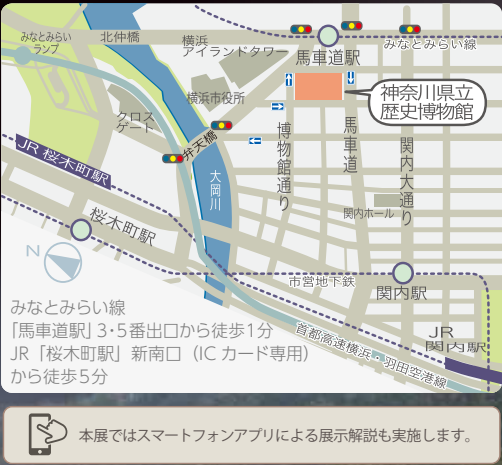 みなとみらい
ランプ
北仲橋
横浜
アイランドタワー
馬車道駅
みなとみらい線
神奈川県立
歴史博物館
横浜市役所
クロス
ゲート
弁天橋
博物館通り
馬車道
関内大通り
JR 桜木町駅
大岡川
関内ホール
桜木町駅
N
市営地下鉄
関内駅
みなとみらい線
「馬車道駅」3・5番出口から徒歩1分
JR「桜木町駅」新南口（ICカード専用）
から徒歩5分
首都高速横浜・羽田空港線
JR
関内駅
本展ではスマートフォンアプリによる展示解説も実施します。